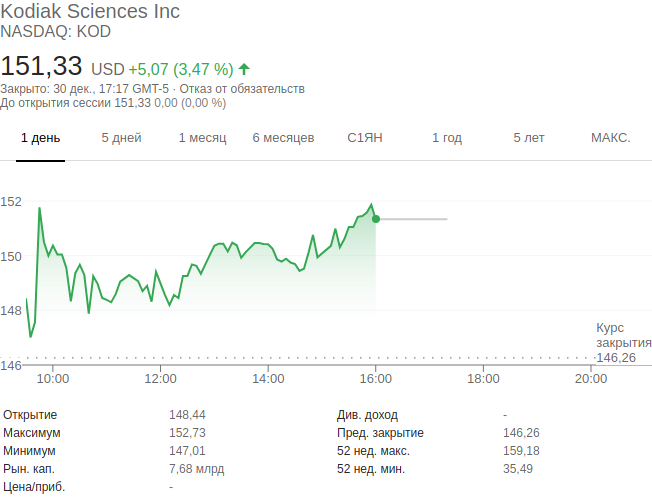 Kodiak Sciences Inc
NASDAQ: KOD
151,33 USD +5,07 (3,47 %)
Закрыто: 30 дек., 17:17 GMT-5 · Отказ от обязательств
До открытия сессии 151,33 0,00 (0,00 %)
1 день 5 дней 1 месяц 6 месяцев С1ЯН 1 год 5 лет МАКС.
152
150
148
Курс
закрытия
146,26
146
10:00 12:00 14:00 16:00 18:00 20:00
Открытие 148,44 Див. доход -
Максимум 152,73 Пред. закрытие 146,26
Минимум 147,01 52 нед. макс. 159,18
Рын. кап. 7,68 млрд 52 нед. мин. 35,49
Цена/приб. -